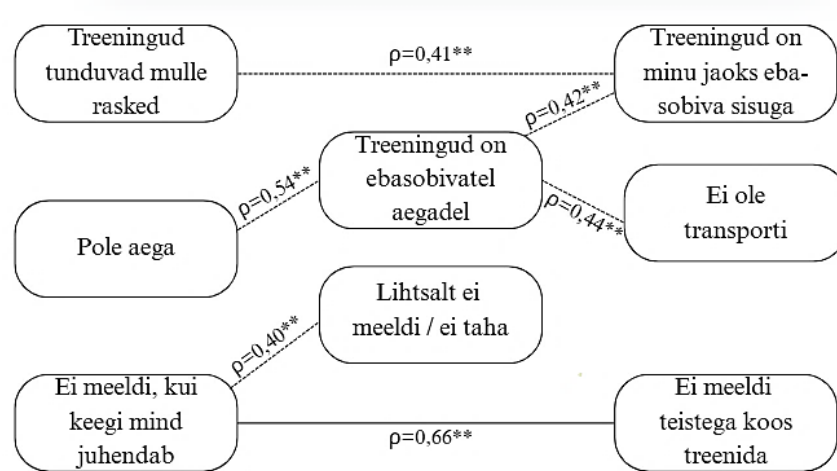 Treeningud
tunduvad mulle
rasked
ρ=0,41**
Treeningud on
minu jaoks eba-
sobiva sisuga
ρ=0,42**
Treeningud on
ebasobivatel
aegadel
ρ=0,54**
Pole aega
ρ=0,44**
Ei ole
transporti
Lihtsalt ei
meeldi / ei taha
ρ=0,40**
Ei meeldi, kui
keegi mind
juhendab
ρ=0,66**
Ei meeldi
teistega koos
treenida